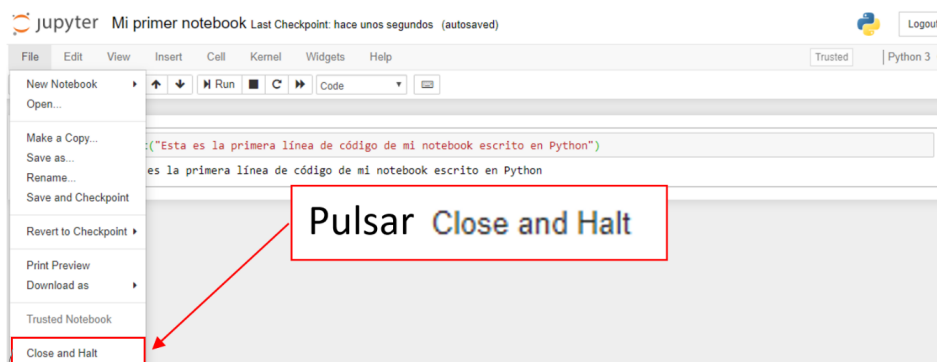 jupyter Mi primer notebook Last Checkpoint: hace unos segundos (autosaved)
Logout
File Edit View Insert Cell Kernel Widgets Help
Trusted
Python 3
New Notebook
Run
Code
Open...
Make a Copy...
("Esta es la primera línea de código de mi notebook escrito en Python")
Save as...
es la primera línea de código de mi notebook escrito en Python
Rename...
Save and Checkpoint
Pulsar Close and Halt
Revert to Checkpoint
Print Preview
Download as
Trusted Notebook
Close and Halt